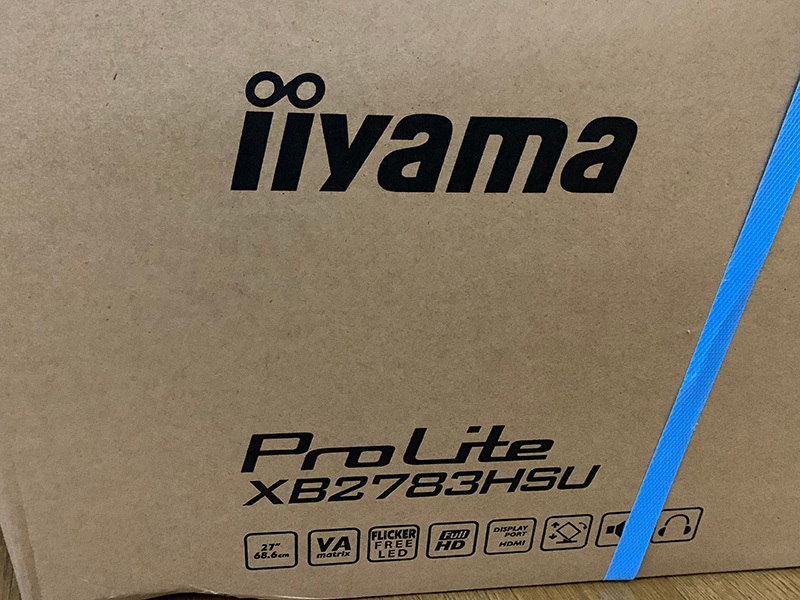 iiyama
ProLite
XB2783HSU
27"
68.6cm
VA
matrix
FLICKER
FREE
LED
Full
HD
DISPLAY
PORT
HDMI